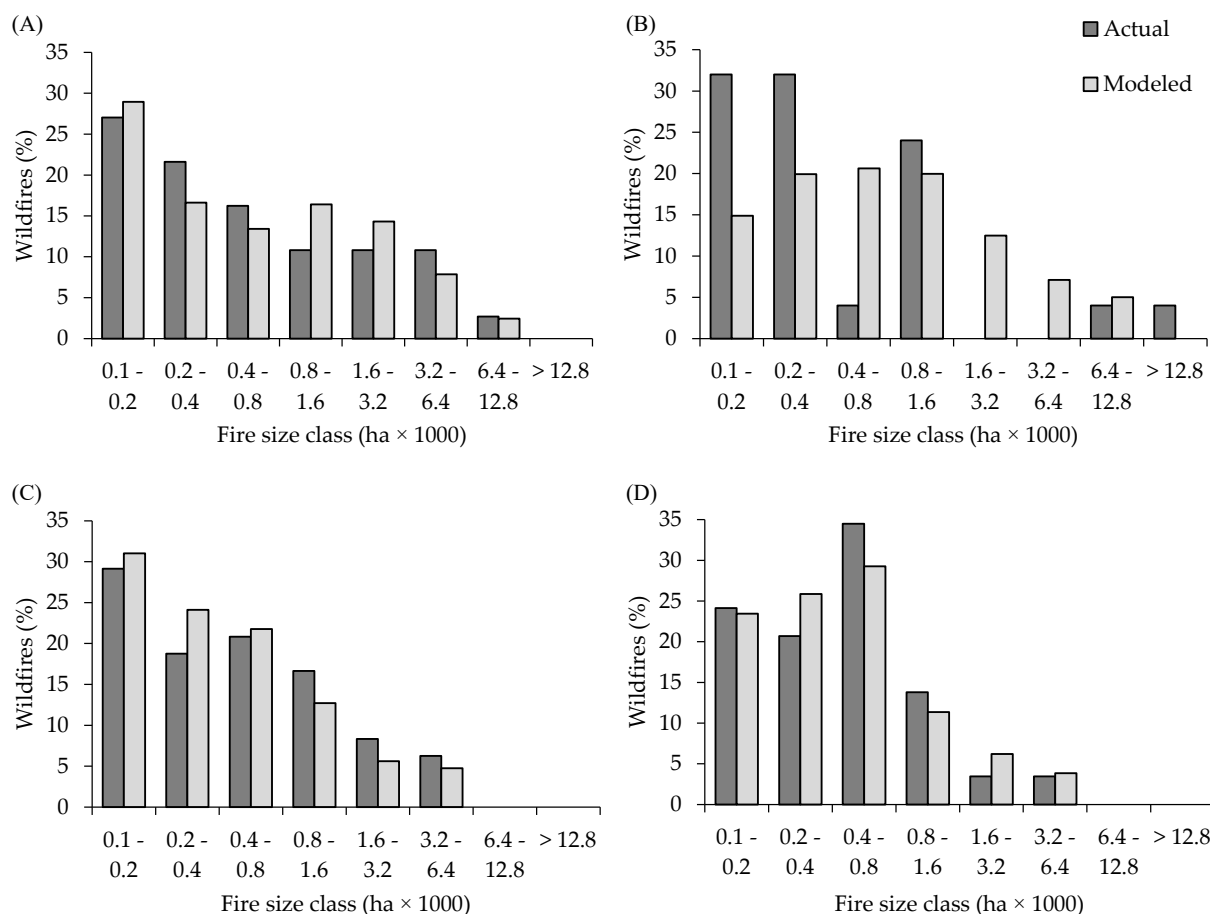 (A)
35
30
25
20
15
10
5
0
Wildfires (%)
0.1 - 0.2 - 0.4 - 0.8 - 1.6 - 3.2 - 6.4 - > 12.8
0.2 0.4 0.8 1.6 3.2 6.4 12.8
Fire size class (ha × 1000)
(B)
35
30
25
20
15
10
5
0
Wildfires (%)
0.1 - 0.2 - 0.4 - 0.8 - 1.6 - 3.2 - 6.4 - > 12.8
0.2 0.4 0.8 1.6 3.2 6.4 12.8
Fire size class (ha × 1000)
Actual
Modeled
(C)
35
30
25
20
15
10
5
0
Wildfires (%)
0.1 - 0.2 - 0.4 - 0.8 - 1.6 - 3.2 - 6.4 - > 12.8
0.2 0.4 0.8 1.6 3.2 6.4 12.8
Fire size class (ha × 1000)
(D)
35
30
25
20
15
10
5
0
Wildfires (%)
0.1 - 0.2 - 0.4 - 0.8 - 1.6 - 3.2 - 6.4 - > 12.8
0.2 0.4 0.8 1.6 3.2 6.4 12.8
Fire size class (ha × 1000)